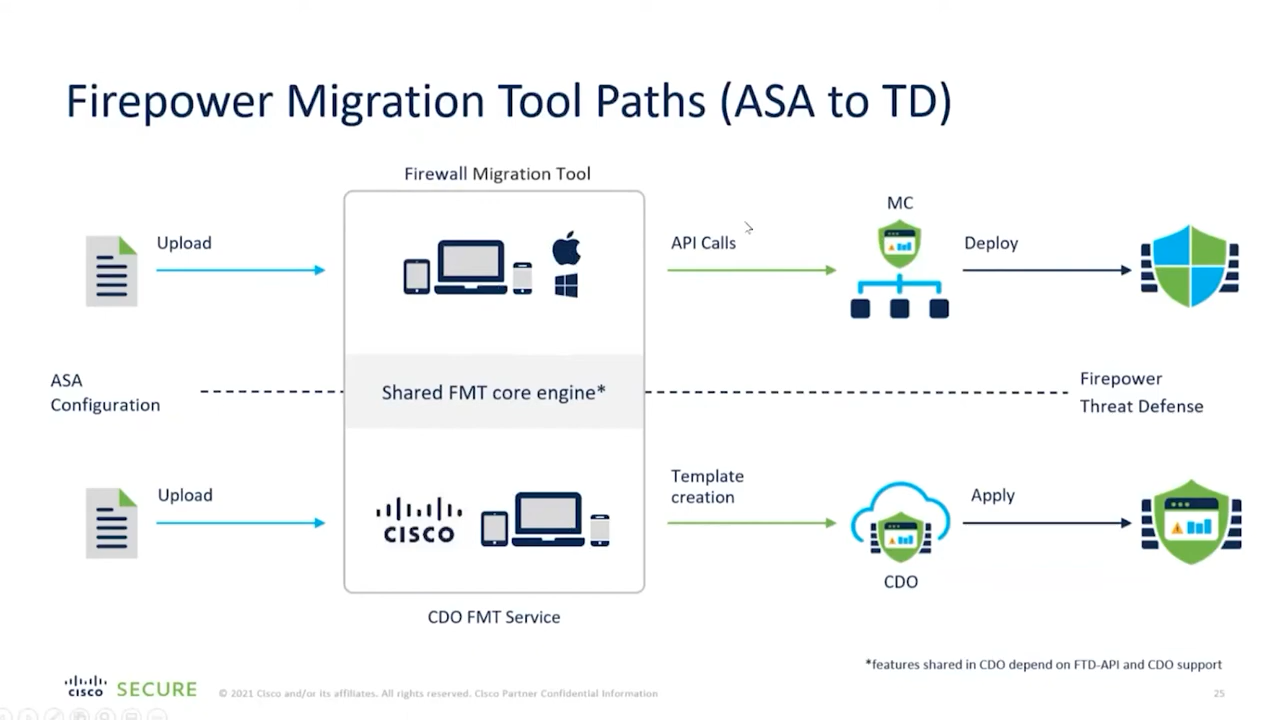 Firepower Migration Tool Paths (ASA to TD)
Firewall Migration Tool
Upload
API Calls
MC
Deploy
ASA
Configuration
Shared FMT core engine*
Firepower
Threat Defense
Upload
CISCO
Template
creation
Apply
CDO
CDO FMT Service
*features shared in CDO depend on FTD-API and CDO support
CISCO SECURE
© 2021 Cisco and/or its affiliates. All rights reserved. Cisco Partner Confidential Information
25